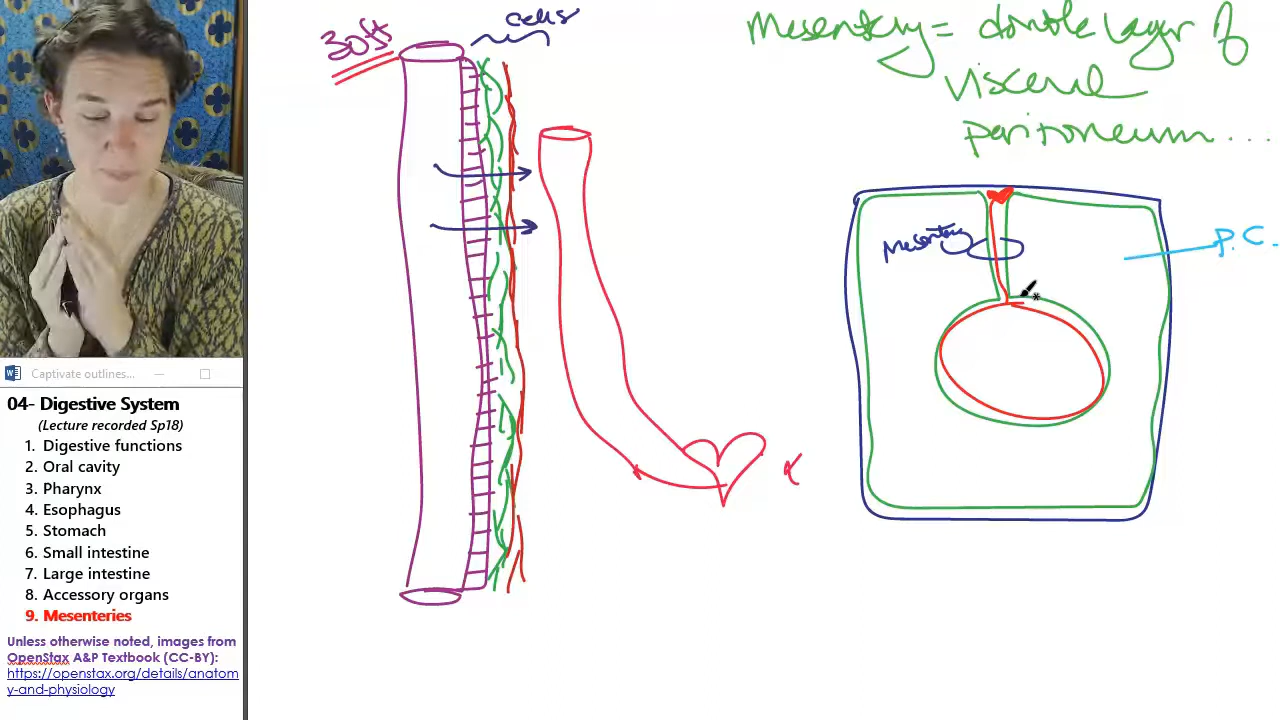 30ft
cells
Mesentery = double layer of
visceral
peritoneum...
mesentery
P.C.
Captivate outlines...
04- Digestive System
(Lecture recorded Sp18)
1. Digestive functions
2. Oral cavity
3. Pharynx
4. Esophagus
5. Stomach
6. Small intestine
7. Large intestine
8. Accessory organs
9. Mesenteries
Unless otherwise noted, images from
OpenStax A&P Textbook (CC-BY):
https://openstax.org/details/anatom
y-and-physiology